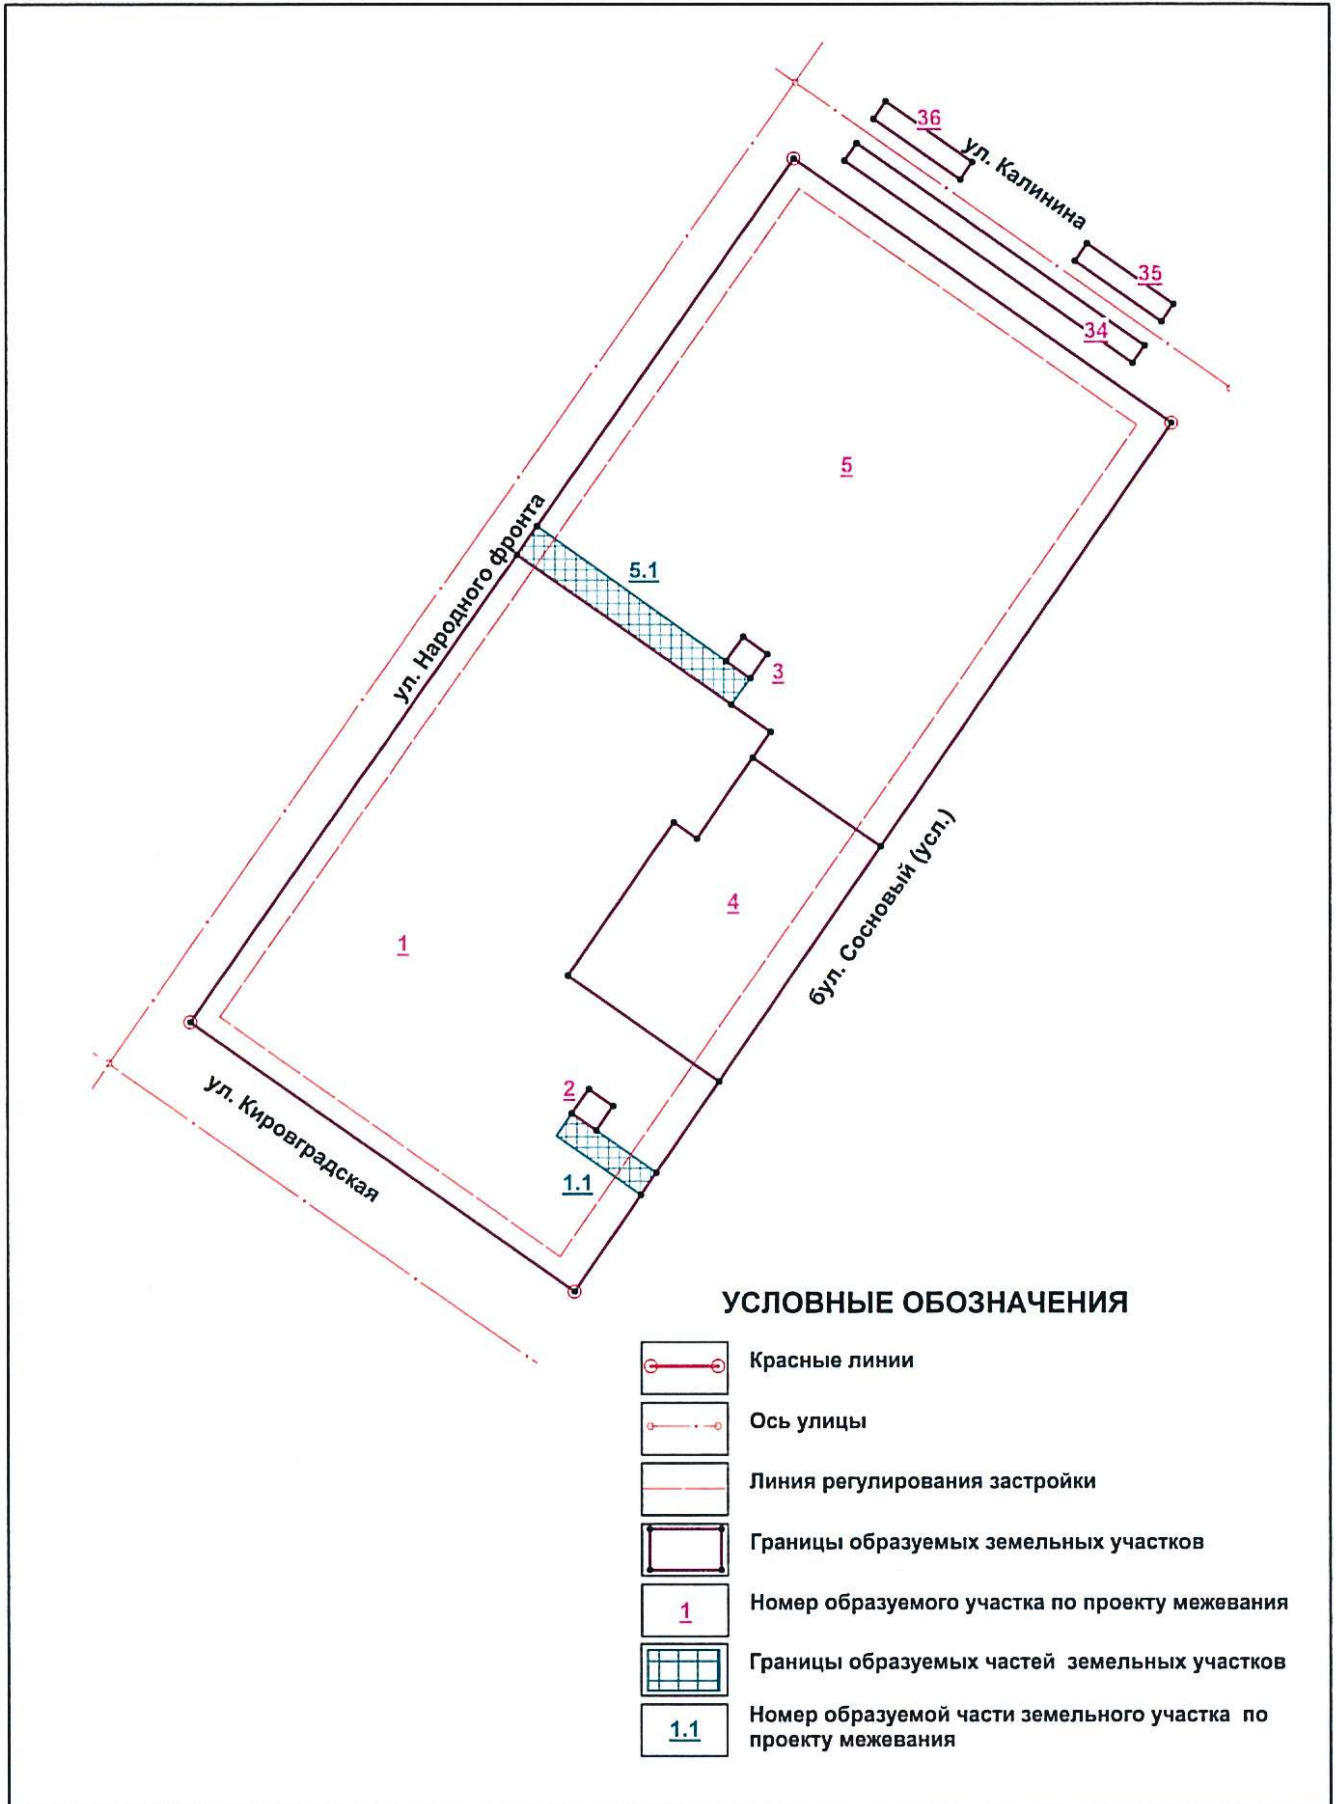 36
ул. Калинина
35
34
5
ул. Народного фронта
5.1
3
4
бул. Сосновый (усл.)
1
2
1.1
ул. Кировградская
УСЛОВНЫЕ ОБОЗНАЧЕНИЯ
Красные линии
Ось улицы
Линия регулирования застройки
Границы образуемых земельных участков
1
Номер образуемого участка по проекту межевания
Границы образуемых частей земельных участков
1.1
Номер образуемой части земельного участка по
проекту межевания